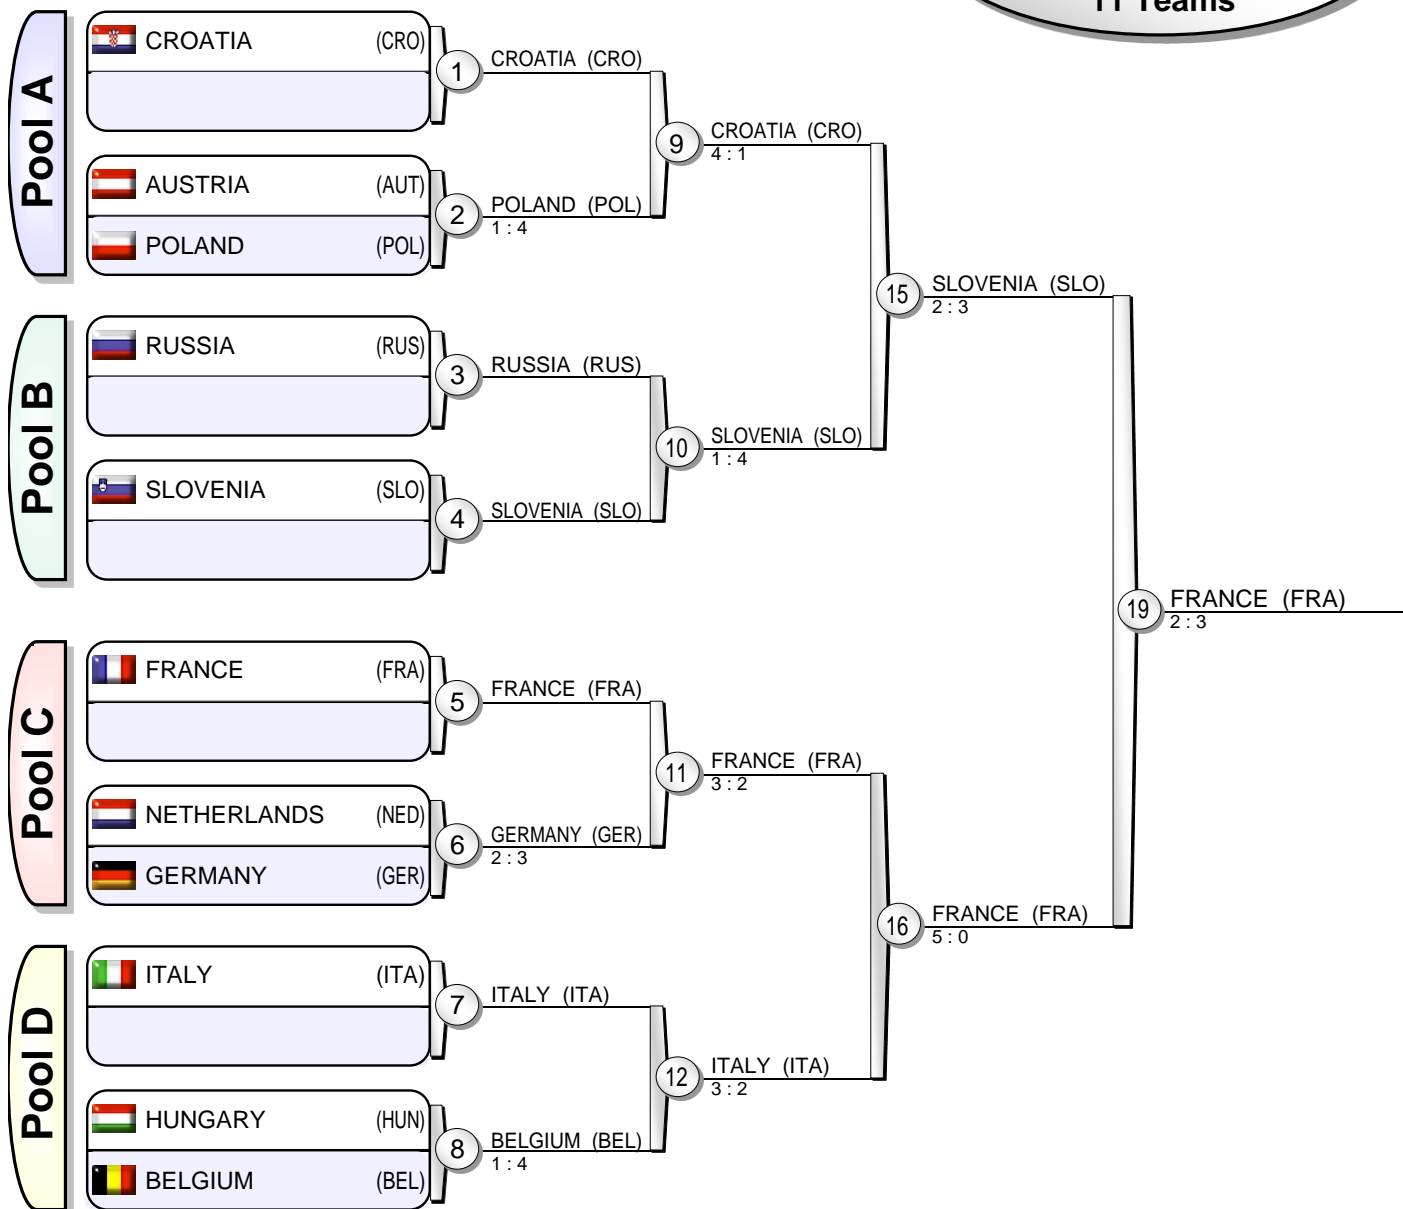 11 Teams
Pool A
CROATIA (CRO)
AUSTRIA (AUT)
POLAND (POL)
1
CROATIA (CRO)
2
POLAND (POL)
1 : 4
9
CROATIA (CRO)
4 : 1
Pool B
RUSSIA (RUS)
SLOVENIA (SLO)
3
RUSSIA (RUS)
4
SLOVENIA (SLO)
10
SLOVENIA (SLO)
1 : 4
15
SLOVENIA (SLO)
2 : 3
Pool C
FRANCE (FRA)
NETHERLANDS (NED)
GERMANY (GER)
5
FRANCE (FRA)
6
GERMANY (GER)
2 : 3
11
FRANCE (FRA)
3 : 2
Pool D
ITALY (ITA)
HUNGARY (HUN)
BELGIUM (BEL)
7
ITALY (ITA)
8
BELGIUM (BEL)
1 : 4
12
ITALY (ITA)
3 : 2
16
FRANCE (FRA)
5 : 0
19
FRANCE (FRA)
2 : 3